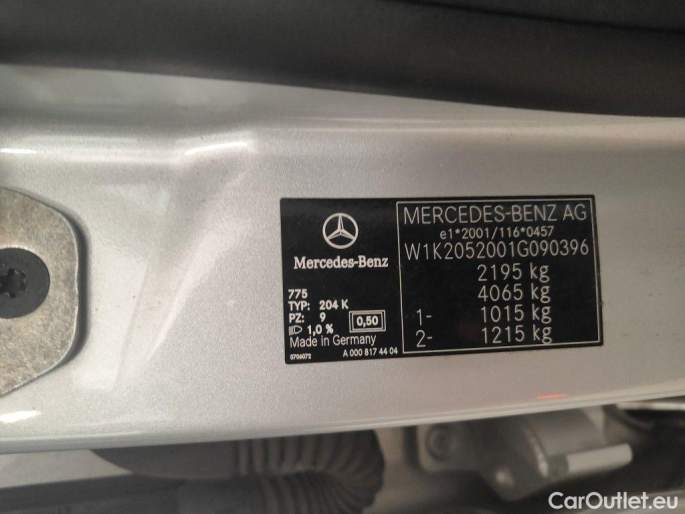 Mercedes-Benz
775
TYP: 204 K
PZ: 9
1,0 %
0,50
Made in Germany
0706072
A 000 817 44 04
MERCEDES-BENZ AG
e1*2001/116*0457
W1K2052001G090396
2195 kg
4065 kg
1- 1015 kg
2- 1215 kg
CarOutlet.eu